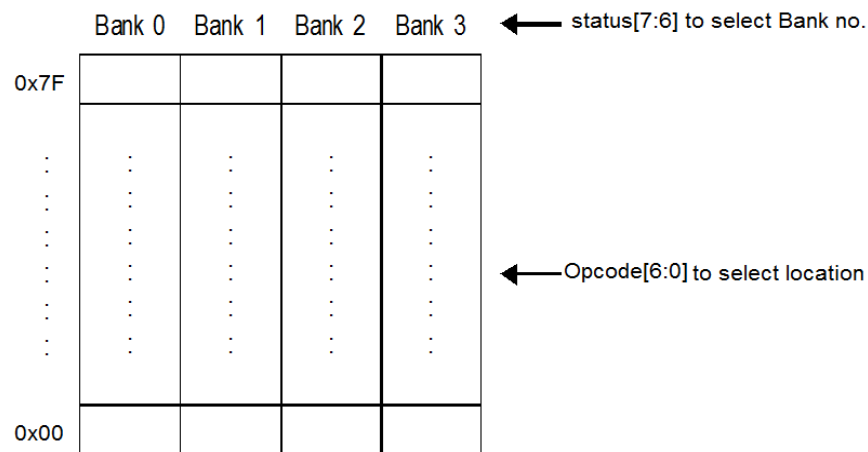 Bank 0 Bank 1 Bank 2 Bank 3 status[7:6] to select Bank no.
0x7F
Opcode[6:0] to select location
0x00